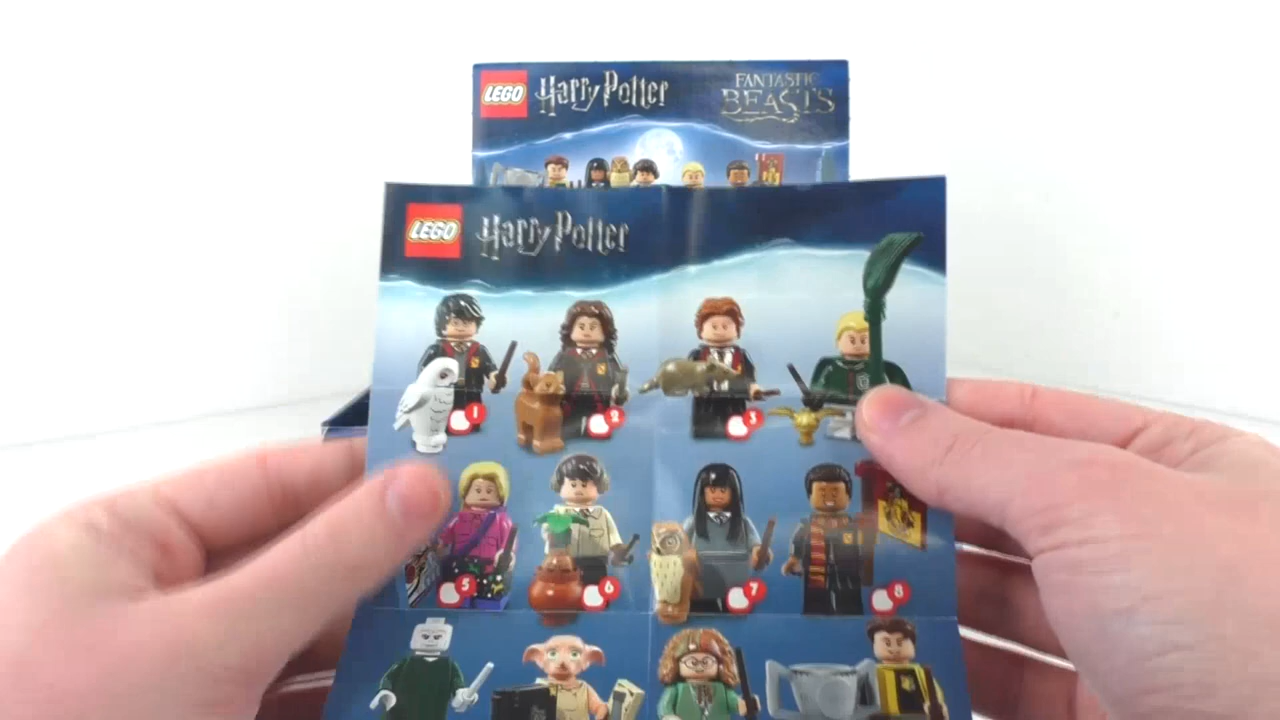 LEGO Harry Potter FANTASTIC
BEASTS
LEGO Harry Potter
1 2 3
5 6 7 8